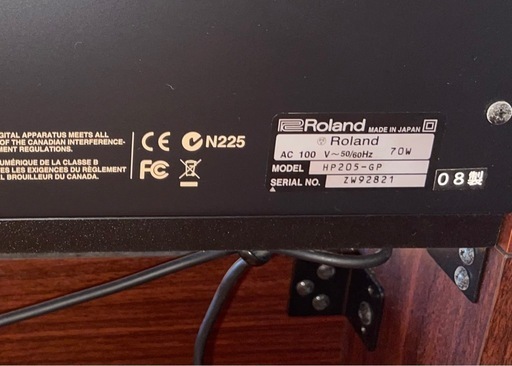 IGITAL APPARATUS MEETS ALL
OF THE CANADIAN INTERFERENCE-
MENT REGULATIONS.
NUMÉRIQUE DE LA CLASSE B
TES LES EXIGENCES DU RÈGLEMENT
L BROUILLEUR DU CANADA.
CE N225
FC
Roland MADE IN JAPAN
Roland
AC 100 V~50/60Hz 70W
MODEL HP205-GP
SERIAL NO. ZW92821
08製